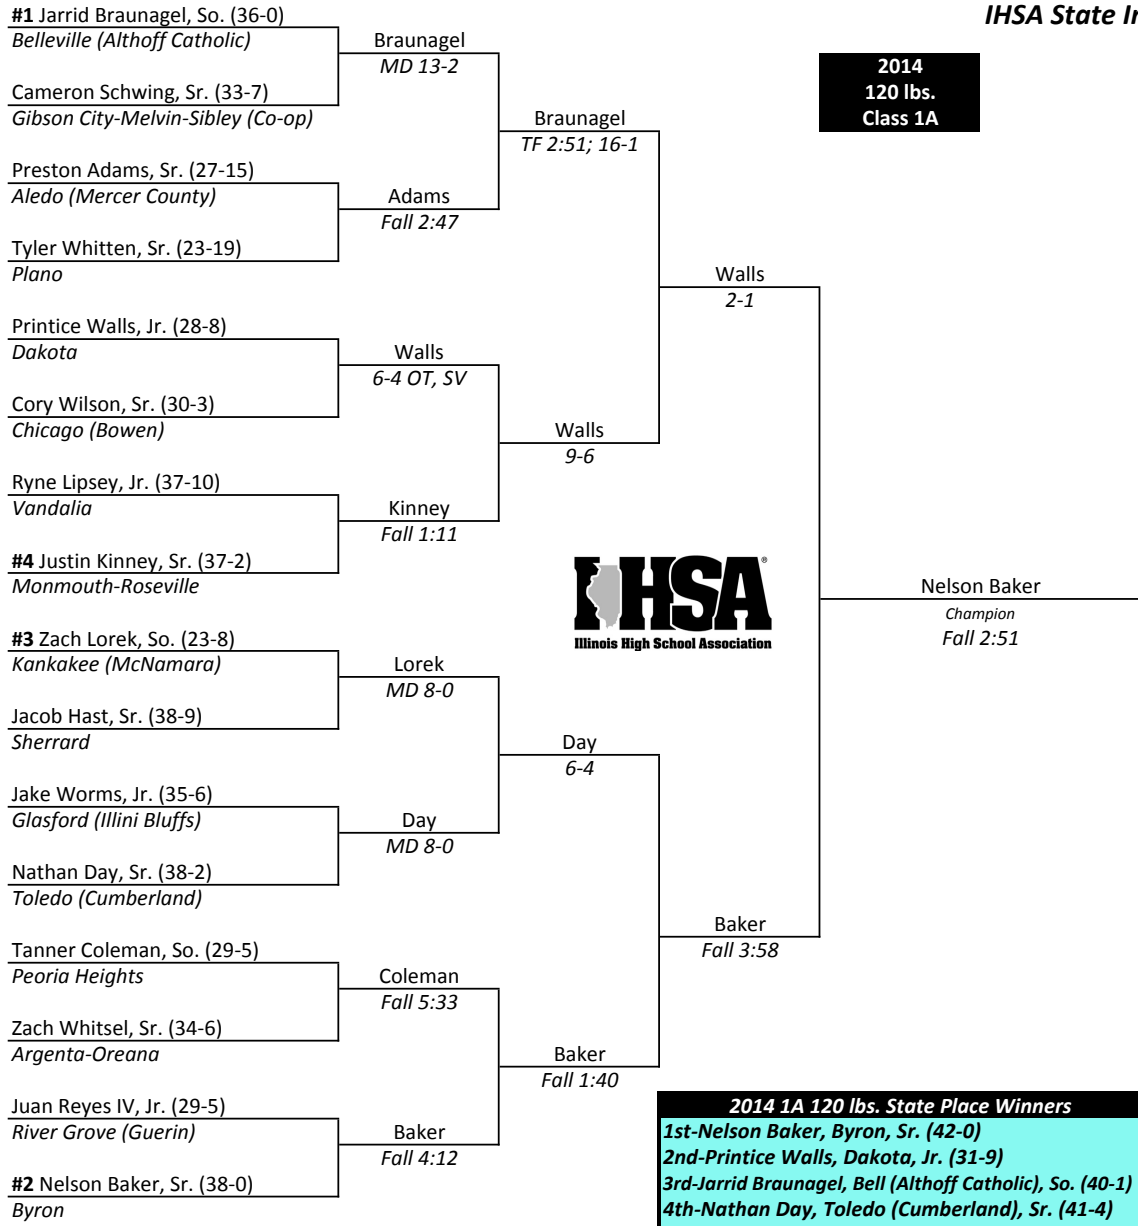 IHSA State In
2014
120 lbs.
Class 1A
#1 Jarrid Braunagel, So. (36-0)
Belleville (Althoff Catholic)
Braunagel
MD 13-2
Cameron Schwing, Sr. (33-7)
Gibson City-Melvin-Sibley (Co-op)
Braunagel
TF 2:51; 16-1
Preston Adams, Sr. (27-15)
Aledo (Mercer County)
Adams
Fall 2:47
Tyler Whitten, Sr. (23-19)
Plano
Walls
2-1
Printice Walls, Jr. (28-8)
Dakota
Walls
6-4 OT, SV
Cory Wilson, Sr. (30-3)
Chicago (Bowen)
Walls
9-6
Ryne Lipsey, Jr. (37-10)
Vandalia
Kinney
Fall 1:11
#4 Justin Kinney, Sr. (37-2)
Monmouth-Roseville
IHSA®
Illinois High School Association
Nelson Baker
Champion
Fall 2:51
#3 Zach Lorek, So. (23-8)
Kankakee (McNamara)
Lorek
MD 8-0
Jacob Hast, Sr. (38-9)
Sherrard
Day
6-4
Jake Worms, Jr. (35-6)
Glasford (Illini Bluffs)
Day
MD 8-0
Nathan Day, Sr. (38-2)
Toledo (Cumberland)
Baker
Fall 3:58
Tanner Coleman, So. (29-5)
Peoria Heights
Coleman
Fall 5:33
Zach Whitsel, Sr. (34-6)
Argenta-Oreana
Baker
Fall 1:40
Juan Reyes IV, Jr. (29-5)
River Grove (Guerin)
Baker
Fall 4:12
#2 Nelson Baker, Sr. (38-0)
Byron
2014 1A 120 lbs. State Place Winners
1st-Nelson Baker, Byron, Sr. (42-0)
2nd-Printice Walls, Dakota, Jr. (31-9)
3rd-Jarrid Braunagel, Bell (Althoff Catholic), So. (40-1)
4th-Nathan Day, Toledo (Cumberland), Sr. (41-4)